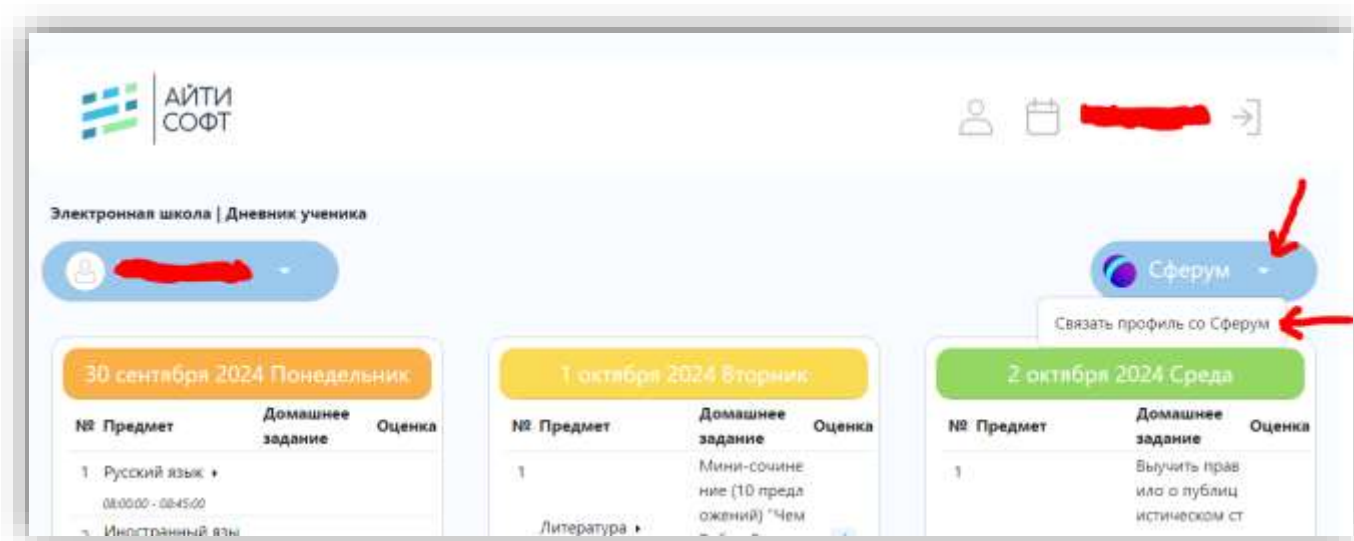 АЙТИ
СОФТ
Электронная школа | Дневник ученика
Сферум
Связать профиль со Сферум
30 сентября 2024 Понедельник
№ Предмет Домашнее задание Оценка
1 Русский язык
08:00:00 - 08:45:00
2 Иностранный язы
1 октября 2024 Вторник
№ Предмет Домашнее задание Оценка
1
Мини-сочине
ние (10 предл
ожений) "Чем
Литература
2 октября 2024 Среда
№ Предмет Домашнее задание Оценка
1
Выучить прав
ило о публиц
истическом ст